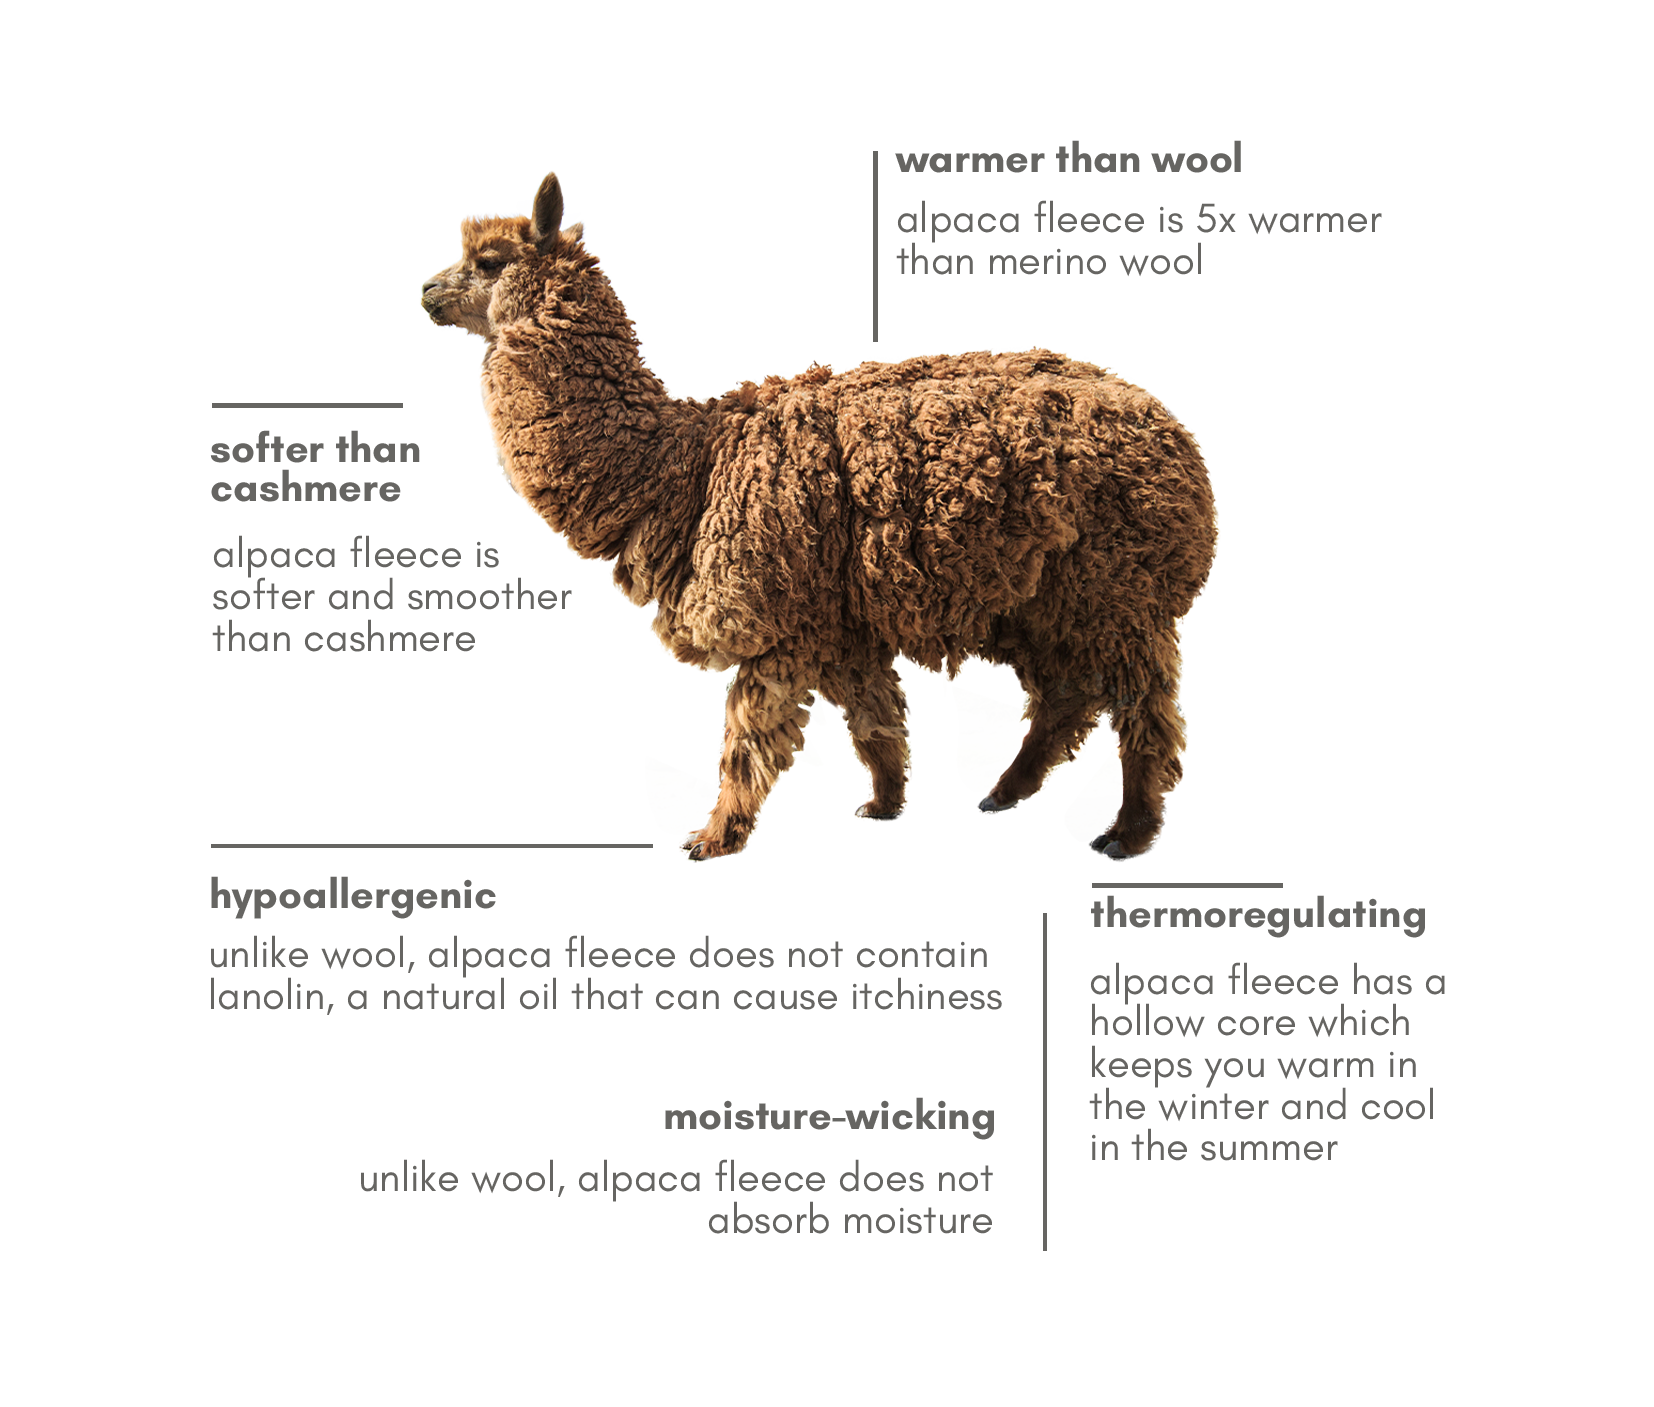 warmer than wool
alpaca fleece is 5x warmer
than merino wool
softer than
cashmere
alpaca fleece is
softer and smoother
than cashmere
hypoallergenic
unlike wool, alpaca fleece does not contain
lanolin, a natural oil that can cause itchiness
thermoregulating
alpaca fleece has a
hollow core which
keeps you warm in
the winter and cool
in the summer
moisture-wicking
unlike wool, alpaca fleece does not
absorb moisture